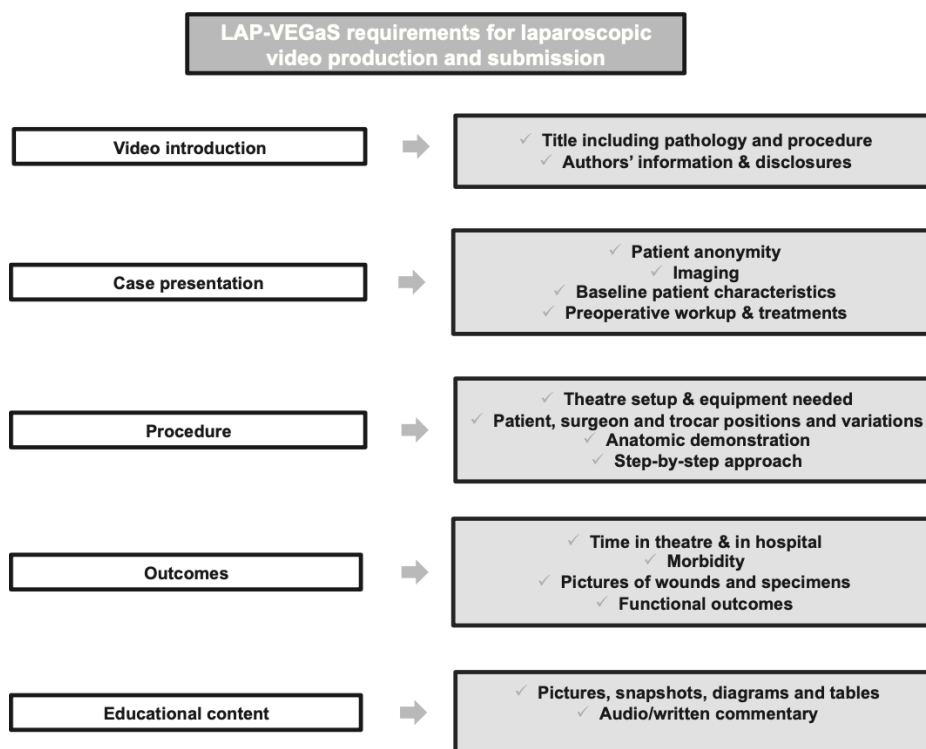 LAP-VEGaS requirements for laparoscopic
video production and submission
Video introduction
✓ Title including pathology and procedure
✓ Authors' information & disclosures
Case presentation
✓ Patient anonymity
✓ Imaging
✓ Baseline patient characteristics
✓ Preoperative workup & treatments
Procedure
✓ Theatre setup & equipment needed
✓ Patient, surgeon and trocar positions and variations
✓ Anatomic demonstration
✓ Step-by-step approach
Outcomes
✓ Time in theatre & in hospital
✓ Morbidity
✓ Pictures of wounds and specimens
✓ Functional outcomes
Educational content
✓ Pictures, snapshots, diagrams and tables
✓ Audio/written commentary